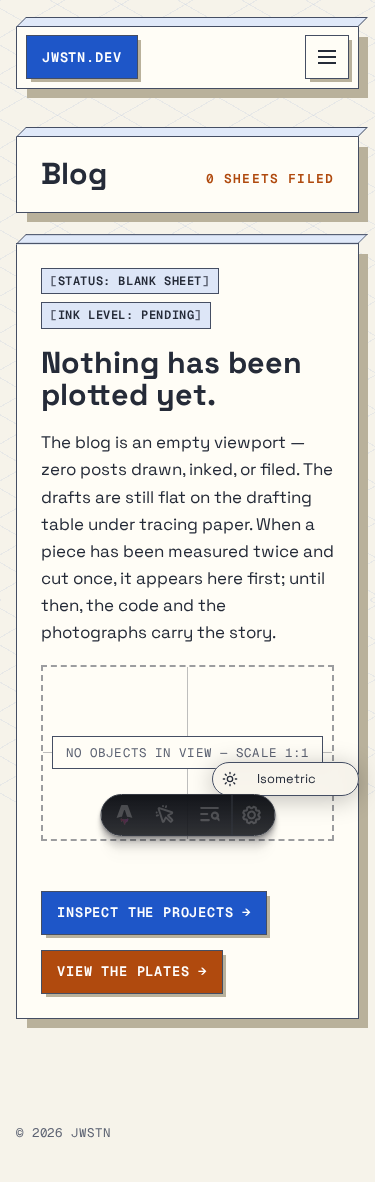 JWSTN.DEV
Blog
0 SHEETS FILED
[STATUS: BLANK SHEET]
[INK LEVEL: PENDING]
Nothing has been
plotted yet.
The blog is an empty viewport —
zero posts drawn, inked, or filed. The
drafts are still flat on the drafting
table under tracing paper. When a
piece has been measured twice and
cut once, it appears here first; until
then, the code and the
photographs carry the story.
NO OBJECTS IN VIEW — SCALE 1:1
Isometric
INSPECT THE PROJECTS →
VIEW THE PLATES →
© 2026 JWSTN